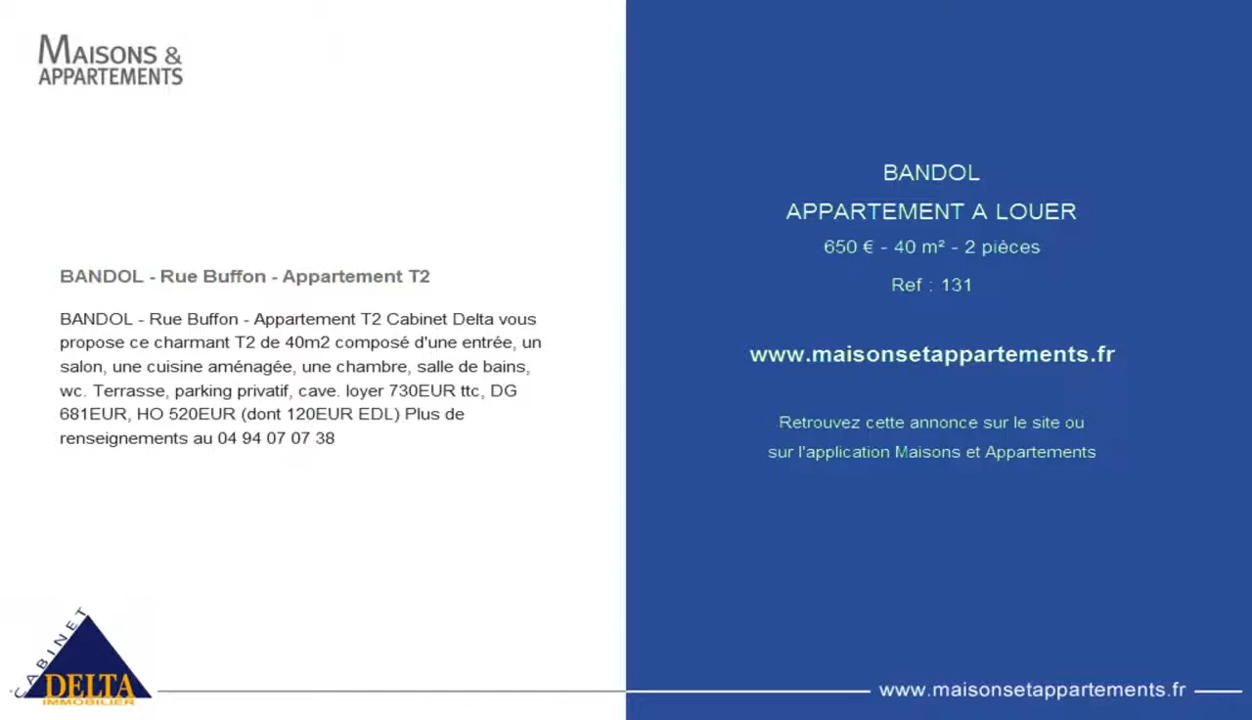 MAISONS &
APPARTEMENTS
BANDOL - Rue Buffon - Appartement T2
BANDOL - Rue Buffon - Appartement T2 Cabinet Delta vous
propose ce charmant T2 de 40m2 composé d'une entrée, un
salon, une cuisine aménagée, une chambre, salle de bains,
wc. Terrasse, parking privatif, cave. loyer 730EUR ttc, DG
681EUR, HO 520EUR (dont 120EUR EDL) Plus de
renseignements au 04 94 07 07 38
CABINET
DELTA
IMMOBILIER
BANDOL
APPARTEMENT A LOUER
650 € - 40 m² - 2 pièces
Ref : 131
www.maisonsetappartements.fr
Retrouvez cette annonce sur le site ou
sur l'application Maisons et Appartements
www.maisonsetappartements.fr